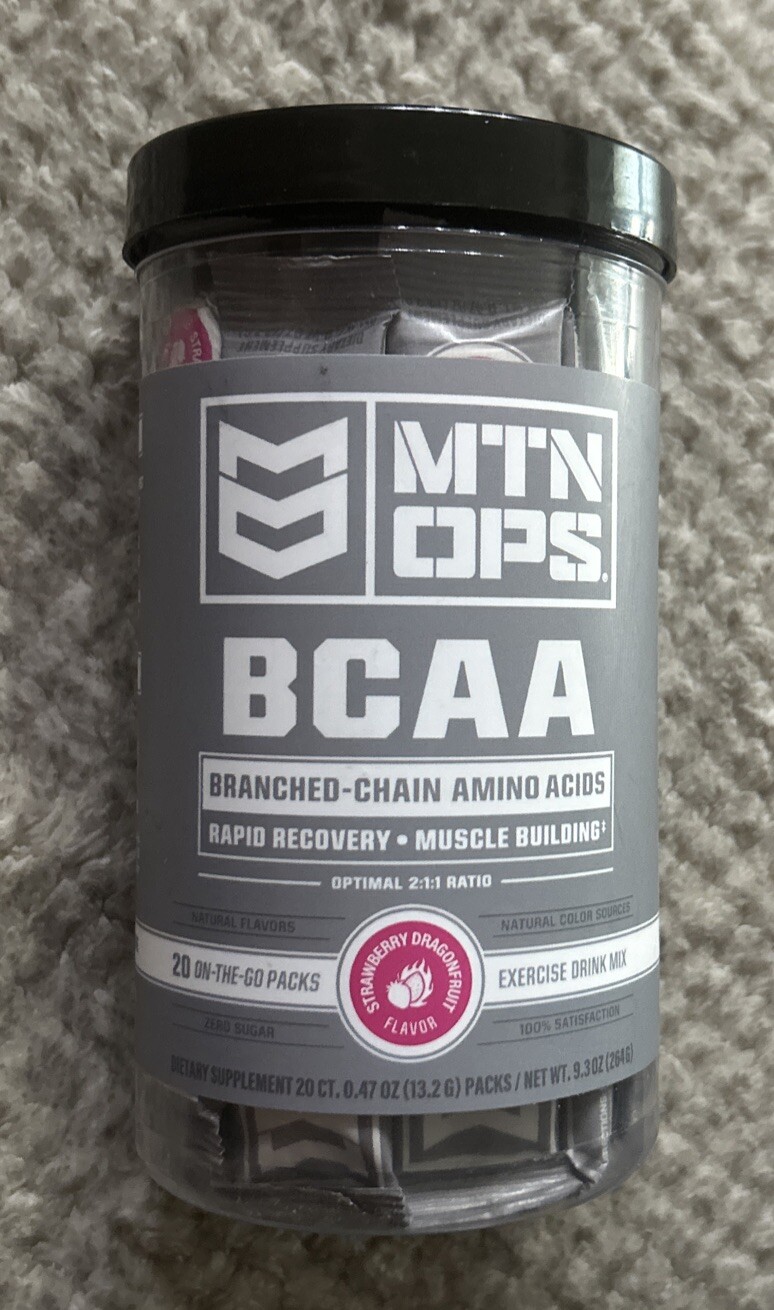 DIETARY SUPPLEMENT
MTN
OPS®
BCAA
BRANCHED-CHAIN AMINO ACIDS
RAPID RECOVERY • MUSCLE BUILDING‡
OPTIMAL 2:1:1 RATIO
NATURAL FLAVORS
NATURAL COLOR SOURCES
20 ON-THE-GO PACKS
STRAWBERRY DRAGONFRUIT
FLAVOR
EXERCISE DRINK MIX
ZERO SUGAR
100% SATISFACTION
DIETARY SUPPLEMENT 20 CT. 0.47 OZ (13.2 G) PACKS / NET WT. 9.3 OZ (264G)